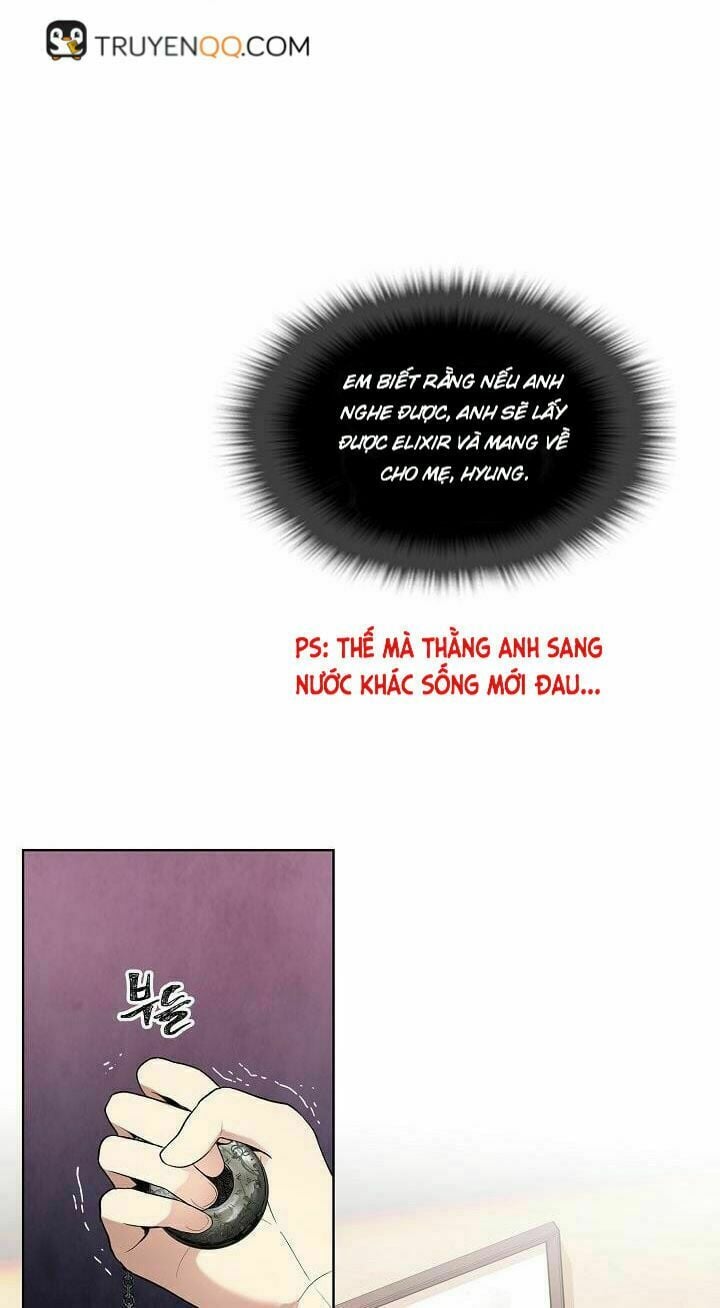 TRUYENQQ.COM
EM BIẾT RẰNG NẾU ANH
NGHE ĐƯỢC, ANH SẼ LẤY
ĐƯỢC ELIXIR VÀ MANG VỀ
CHO MẸ, HYUNG.
PS: THẾ MÀ THẰNG ANH SANG
NƯỚC KHÁC SỐNG MỚI ĐAU...
부들